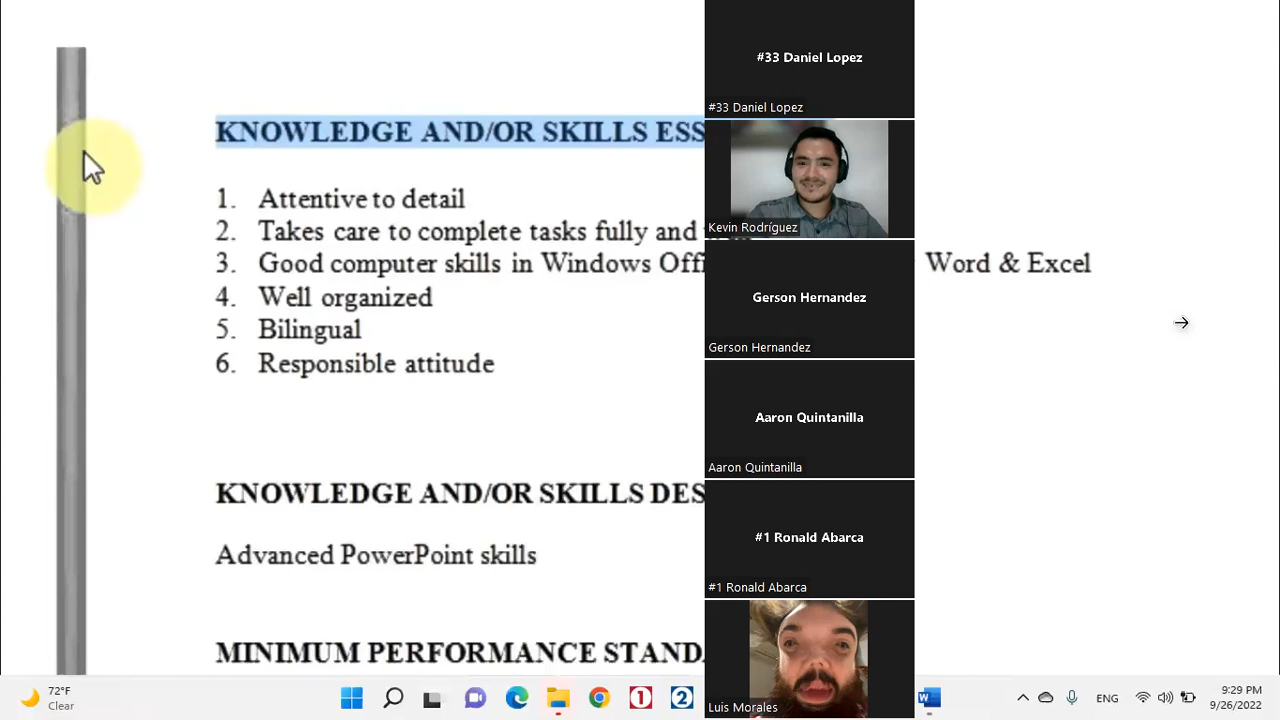 #33 Daniel Lopez
#33 Daniel Lopez
KNOWLEDGE AND/OR SKILLS ESS
1. Attentive to detail
2. Takes care to complete tasks fully and
3. Good computer skills in Windows Offi Word & Excel
4. Well organized
5. Bilingual
6. Responsible attitude
Kevin Rodríguez
Gerson Hernandez
Gerson Hernandez
Aaron Quintanilla
Aaron Quintanilla
KNOWLEDGE AND/OR SKILLS DES
Advanced PowerPoint skills
#1 Ronald Abarca
#1 Ronald Abarca
MINIMUM PERFORMANCE STAND
Luis Morales
72°F
Clear
1
2
W
ENG
9:29 PM
9/26/2022